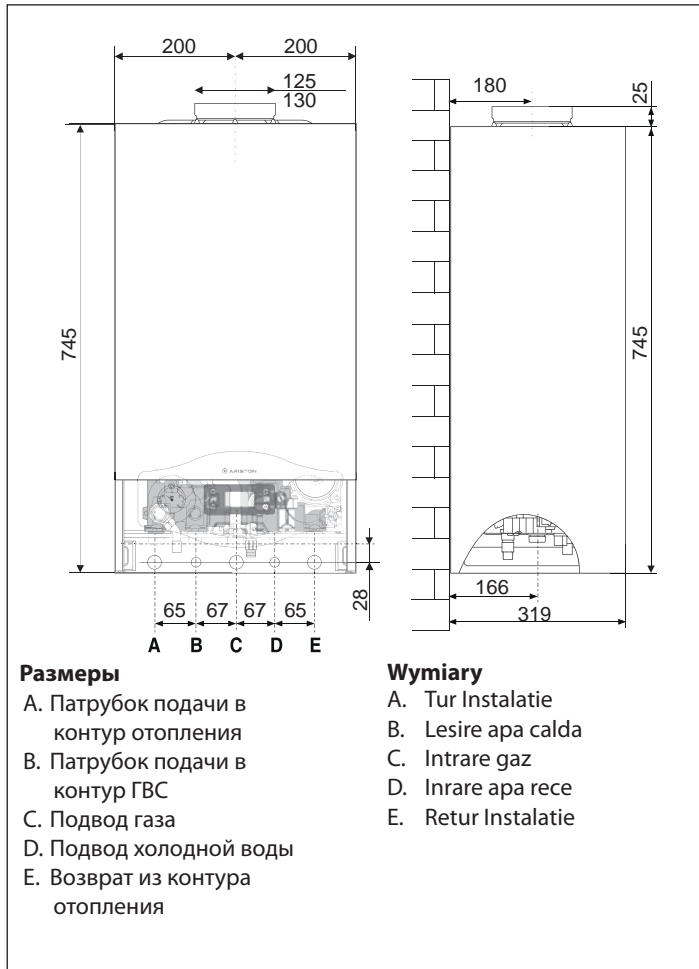 200 200
125
130
180
25
745
745
ARISTON
28
166
319
65 67 67 65
A B C D E
Размеры
A. Патрубок подачи в
контур отопления
B. Патрубок подачи в
контур ГВС
C. Подвод газа
D. Подвод холодной воды
E. Возврат из контура
отопления
Wymiary
A. Tur Instalatie
B. Lesire apa calda
C. Intrare gaz
D. Inrare apa rece
E. Retur Instalatie